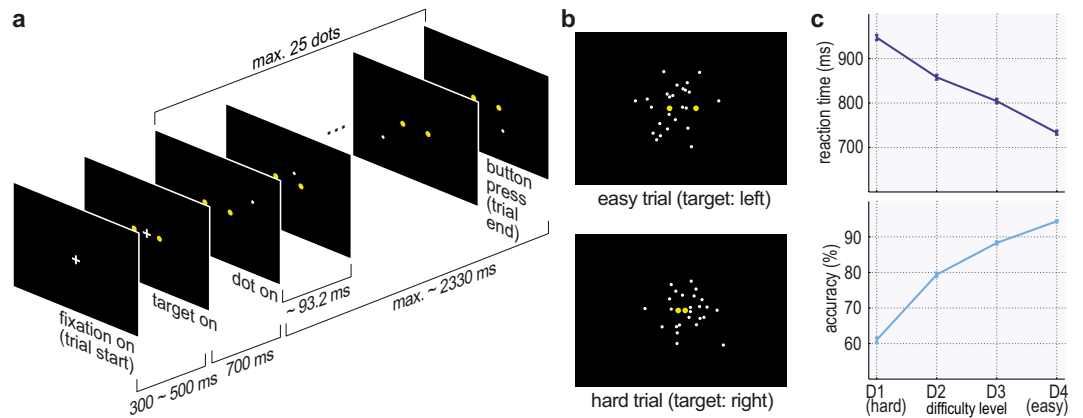 a
max. 25 dots
fixation on
(trial start)
target on
dot on
button
press
(trial
end)
300 ~ 500 ms
700 ms
~ 93.2 ms
max. ~ 2330 ms
b
easy trial (target: left)
hard trial (target: right)
c
reaction time (ms)
900
800
700
accuracy (%)
90
80
70
60
D1 D2 D3 D4
(hard) difficulty level (easy)